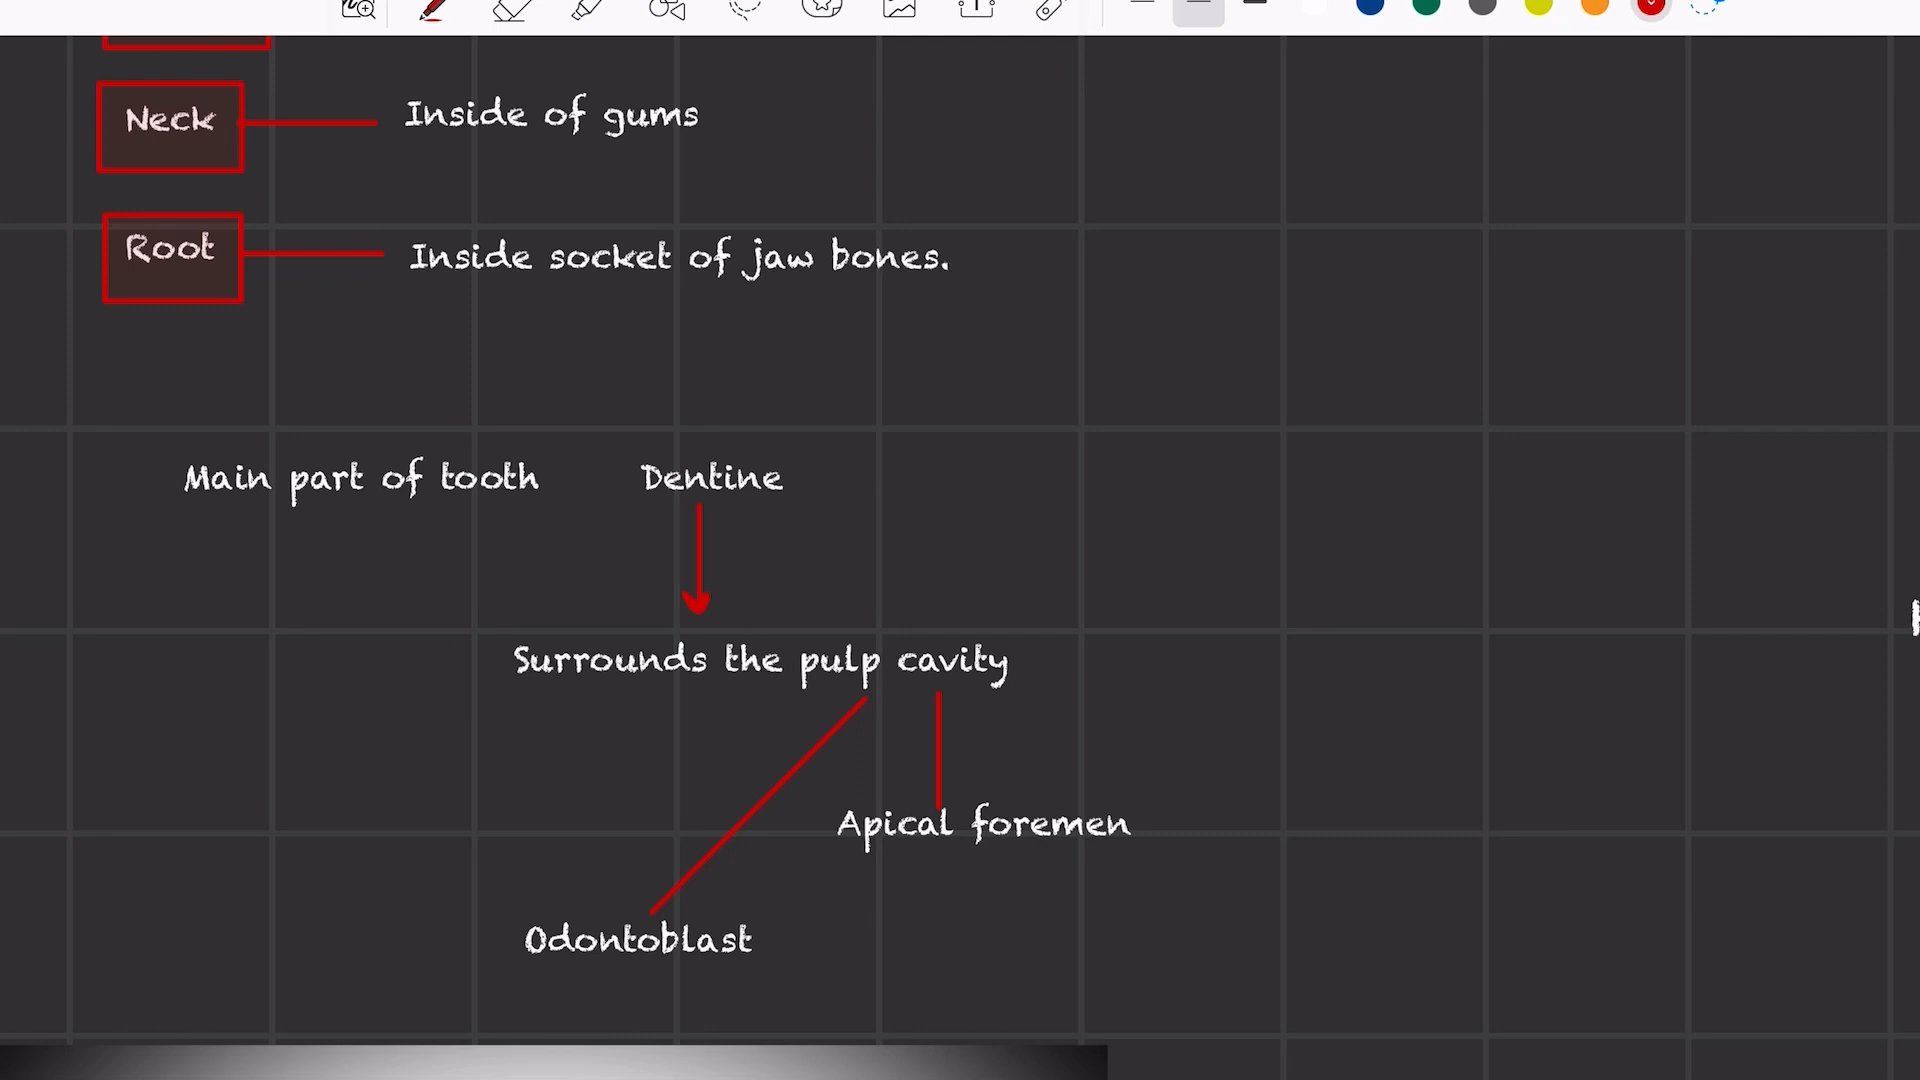 Neck
Inside of gums
Root
Inside socket of jaw bones.
Main part of tooth
Dentine
Surrounds the pulp cavity
Apical foremen
Odontoblast